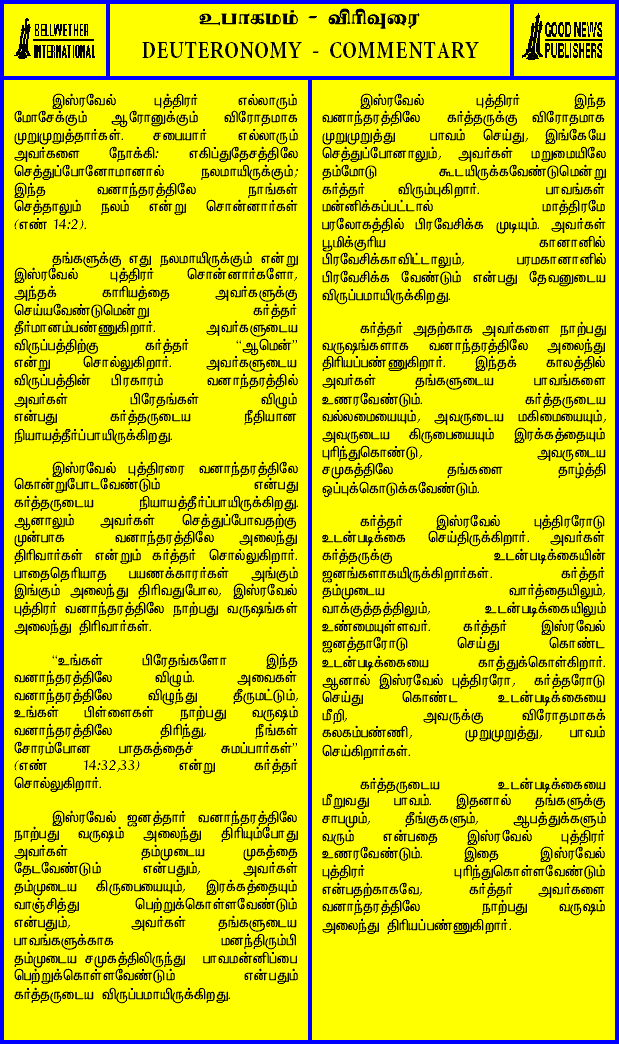 BELLWETHER
INTERNATIONAL
உபாகமம் - விரிவுரை
DEUTERONOMY - COMMENTARY
GOOD NEWS
PUBLISHERS
இஸ்ரவேல் புத்திரர் எல்லாரும்
மோசேக்கும் ஆரோனுக்கும் விரோதமாக
முறுமுறுத்தார்கள். சபையார் எல்லாரும்
அவர்களை நோக்கி: எகிப்துதேசத்திலே
செத்துப்போனோமானால் நலமாயிருக்கும்;
இந்த வனாந்தரத்திலே நாங்கள்
செத்தாலும் நலம் என்று சொன்னார்கள்
(எண் 14:2).
தங்களுக்கு எது நலமாயிருக்கும் என்று
இஸ்ரவேல் புத்திரர் சொன்னார்களோ,
அந்தக் காரியத்தை அவர்களுக்கு
செய்யவேண்டுமென்று கர்த்தர்
தீர்மானம்பண்ணுகிறார். அவர்களுடைய
விருப்பத்திற்கு கர்த்தர் “ஆமென்”
என்று சொல்லுகிறார். அவர்களுடைய
விருப்பத்தின் பிரகாரம் வனாந்தரத்தில்
அவர்கள் பிரேதங்கள் விழும்
என்பது கர்த்தருடைய நீதியான
நியாயத்தீர்ப்பாயிருக்கிறது.
இஸ்ரவேல் புத்திரரை வனாந்தரத்திலே
கொன்றுபோடவேண்டும் என்பது
கர்த்தருடைய நியாயத்தீர்ப்பாயிருக்கிறது.
ஆனாலும் அவர்கள் செத்துப்போவதற்கு
முன்பாக வனாந்தரத்திலே அலைந்து
திரிவார்கள் என்றும் கர்த்தர் சொல்லுகிறார்.
பாதைதெரியாத பயணக்காரர்கள் அங்கும்
இங்கும் அலைந்து திரிவதுபோல, இஸ்ரவேல்
புத்திரர் வனாந்தரத்திலே நாற்பது வருஷங்கள்
அலைந்து திரிவார்கள்.
“உங்கள் பிரேதங்களோ இந்த
வனாந்தரத்திலே விழும். அவைகள்
வனாந்தரத்திலே விழுந்து தீருமட்டும்,
உங்கள் பிள்ளைகள் நாற்பது வருஷம்
வனாந்தரத்திலே திரிந்து, நீங்கள்
சோரம்போன பாதகத்தைச் சுமப்பார்கள்”
(எண் 14:32,33) என்று கர்த்தர்
சொல்லுகிறார்.
இஸ்ரவேல் ஜனத்தார் வனாந்தரத்திலே
நாற்பது வருஷம் அலைந்து திரியும்போது
அவர்கள் தம்முடைய முகத்தை
தேடவேண்டும் என்பதும், அவர்கள்
தம்முடைய கிருபையையும், இரக்கத்தையும்
வாஞ்சித்து பெற்றுக்கொள்ளவேண்டும்
என்பதும், அவர்கள் தங்களுடைய
பாவங்களுக்காக மனந்திரும்பி
தம்முடைய சமுகத்திலிருந்து பாவமன்னிப்பை
பெற்றுக்கொள்ளவேண்டும் என்பதும்
கர்த்தருடைய விருப்பமாயிருக்கிறது.
இஸ்ரவேல் புத்திரர் இந்த
வனாந்தரத்திலே கர்த்தருக்கு விரோதமாக
முறுமுறுத்து பாவம் செய்து, இங்கேயே
செத்துப்போனாலும், அவர்கள் மறுமையிலே
தம்மோடு கூடயிருக்கவேண்டுமென்று
கர்த்தர் விரும்புகிறார். பாவங்கள்
மன்னிக்கப்பட்டால் மாத்திரமே
பரலோகத்தில் பிரவேசிக்க முடியும். அவர்கள்
பூமிக்குரிய கானானில்
பிரவேசிக்காவிட்டாலும், பரமகானானில்
பிரவேசிக்க வேண்டும் என்பது தேவனுடைய
விருப்பமாயிருக்கிறது.
கர்த்தர் அதற்காக அவர்களை நாற்பது
வருஷங்களாக வனாந்தரத்திலே அலைந்து
திரியப்பண்ணுகிறார். இந்தக் காலத்தில்
அவர்கள் தங்களுடைய பாவங்களை
உணரவேண்டும். கர்த்தருடைய
வல்லமையையும், அவருடைய மகிமையையும்,
அவருடைய கிருபையையும் இரக்கத்தையும்
புரிந்துகொண்டு, அவருடைய
சமுகத்திலே தங்களை தாழ்த்தி
ஒப்புக்கொடுக்கவேண்டும்.
கர்த்தர் இஸ்ரவேல் புத்திரரோடு
உடன்படிக்கை செய்திருக்கிறார். அவர்கள்
கர்த்தருக்கு உடன்படிக்கையின்
ஜனங்களாகயிருக்கிறார்கள். கர்த்தர்
தம்முடைய வார்த்தையிலும்,
வாக்குத்தத்திலும், உடன்படிக்கையிலும்
உண்மையுள்ளவர். கர்த்தர் இஸ்ரவேல்
ஜனத்தாரோடு செய்து கொண்ட
உடன்படிக்கையை காத்துக்கொள்கிறார்.
ஆனால் இஸ்ரவேல் புத்திரரோ, கர்த்தரோடு
செய்து கொண்ட உடன்படிக்கையை
மீறி, அவருக்கு விரோதமாகக்
கலகம்பண்ணி, முறுமுறுத்து, பாவம்
செய்கிறார்கள்.
கர்த்தருடைய உடன்படிக்கையை
மீறுவது பாவம். இதனால் தங்களுக்கு
சாபமும், தீங்குகளும், ஆபத்துக்களும்
வரும் என்பதை இஸ்ரவேல் புத்திரர்
உணரவேண்டும். இதை இஸ்ரவேல்
புத்திரர் புரிந்துகொள்ளவேண்டும்
என்பதற்காகவே, கர்த்தர் அவர்களை
வனாந்தரத்திலே நாற்பது வருஷம்
அலைந்து திரியப்பண்ணுகிறார்.